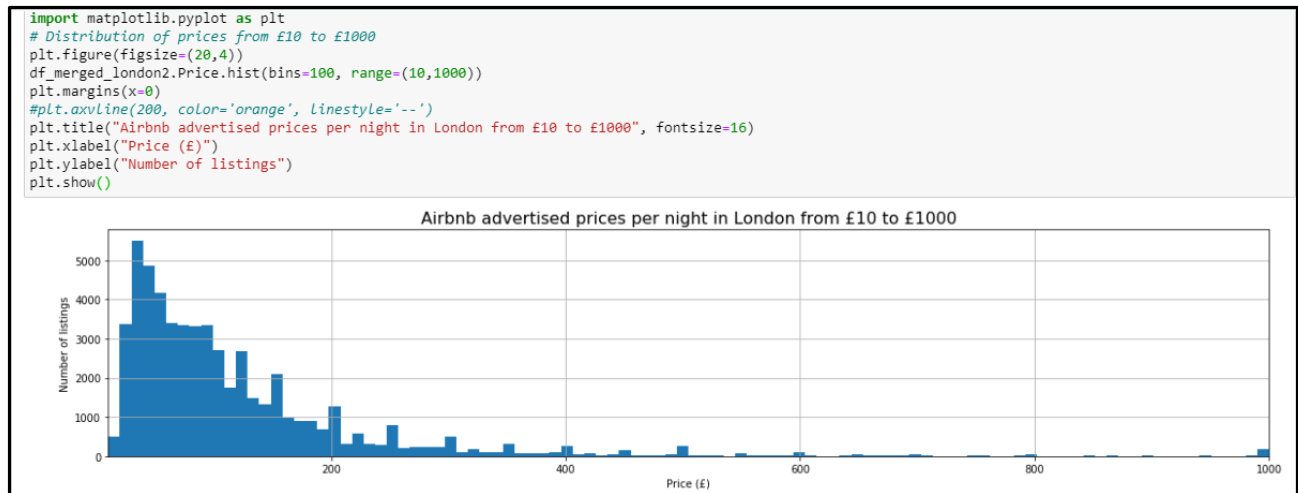 import matplotlib.pyplot as plt
# Distribution of prices from £10 to £1000
plt.figure(figsize=(20,4))
df_merged_london2.Price.hist(bins=100, range=(10,1000))
plt.margins(x=0)
#plt.axvline(200, color='orange', linestyle='--')
plt.title("Airbnb advertised prices per night in London from £10 to £1000", fontsize=16)
plt.xlabel("Price (£)")
plt.ylabel("Number of listings")
plt.show()
Airbnb advertised prices per night in London from £10 to £1000
Number of listings
5000
4000
3000
2000
1000
0
200 400 600 800 1000
Price (£)